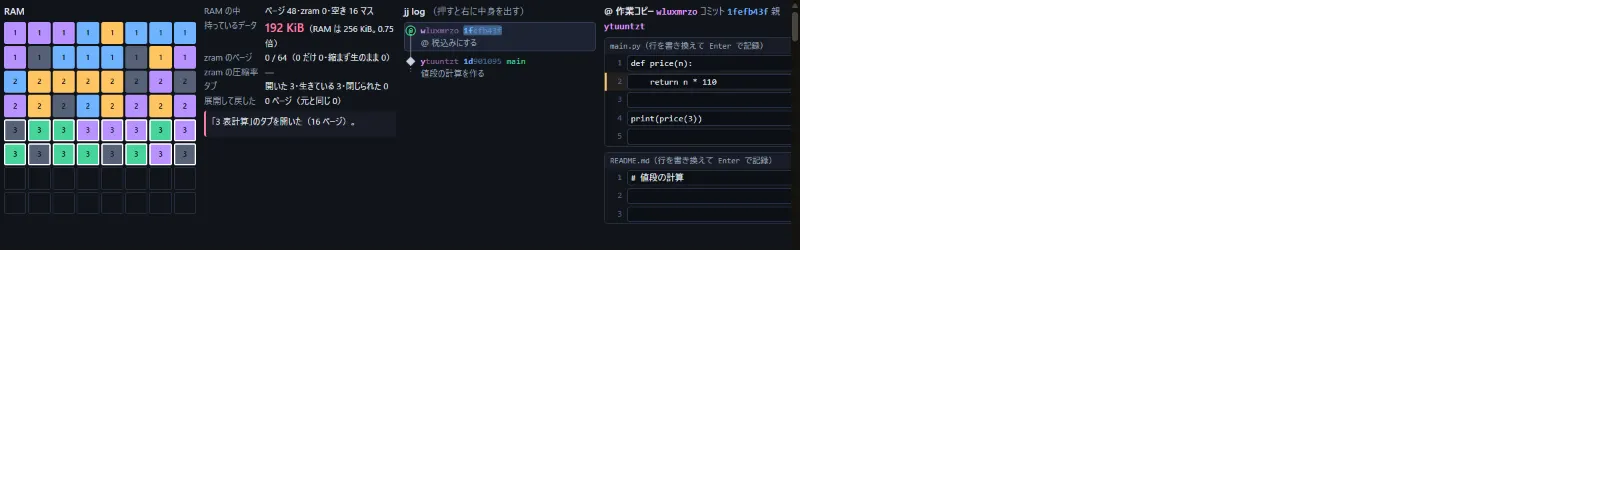 RAM
1 1 1 1 1 1 1 1
1 1 1 1 1 1 1 1
2 2 2 2 2 2 2 2
2 2 2 2 2 2 2 2
3 3 3 3 3 3 3 3
3 3 3 3 3 3 3 3
RAM の中 ページ 48·zram 0·空き 16 マス
持っているデータ 192 KiB（RAM は 256 KiB。0.75
倍）
zram のページ 0 / 64（0 だけ 0·縮まず生のまま 0）
zram の圧縮率 —
タブ 開いた 3·生きている 3·閉じられた 0
展開して戻した 0 ページ（元と同じ 0）
「3 表計算」のタブを開いた（16 ページ）。
jj log （押すと右に中身を出す）
wluxmrzo 1fefb43f
@ 税込みにする
ytuuntzt 1d901095 main
値段の計算を作る
@ 作業コピー wluxmrzo コミット 1fefb43f 親
ytuuntzt
main.py（行を書き換えて Enter で記録）
1 def price(n):
2 return n * 110
3
4 print(price(3))
5
README.md（行を書き換えて Enter で記録）
1 # 値段の計算
2
3